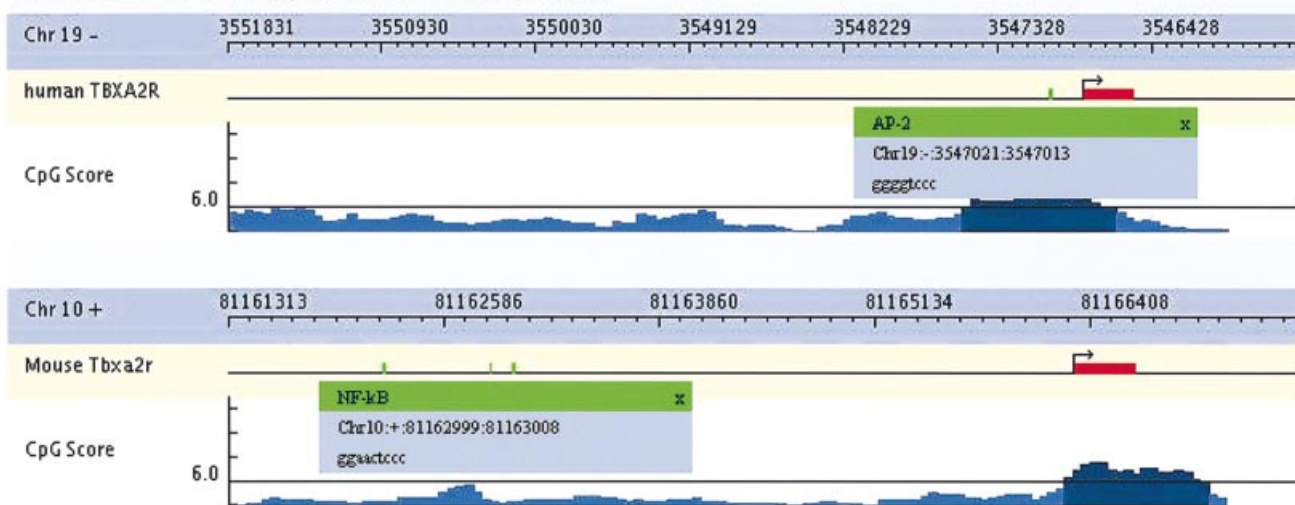 Chr 19 -
3551831 3550930 3550030 3549129 3548229 3547328 3546428
human TBXA2R
AP-2 x
Chr19:-:3547021:3547013
ggggtccc
CpG Score
6.0
Chr 10 +
81161313 81162586 81163860 81165134 81166408
Mouse Tbxa2r
NF-kB x
Chr10:+:81162999:81163008
ggaactccc
CpG Score
6.0